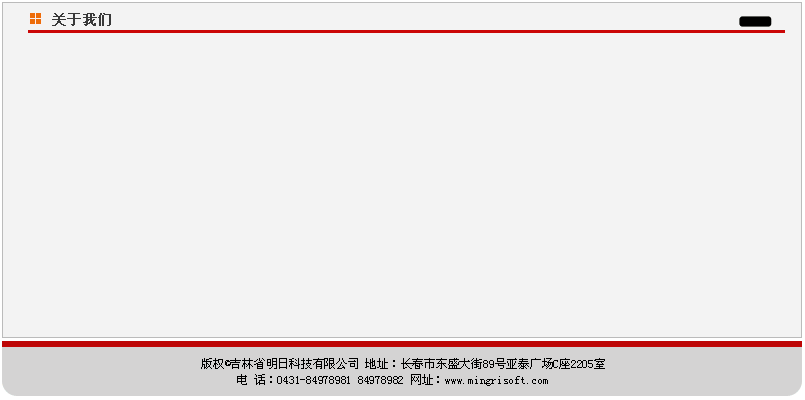 关于我们
版权©吉林省明日科技有限公司 地址：长春市东盛大街89号亚泰广场C座2205室
电 话：0431-84978981 84978982 网址：www.mingrisoft.com